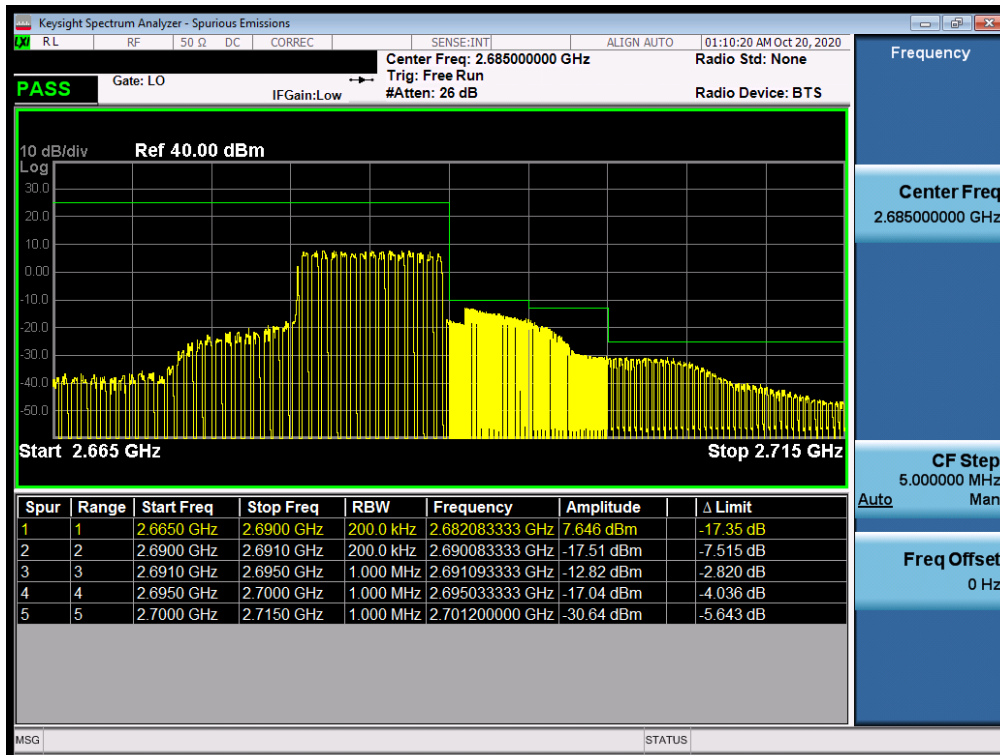 Keysight Spectrum Analyzer - Spurious Emissions
LXI RL RF 50 Ω DC CORREC SENSE:INT ALIGN AUTO 01:10:20 AM Oct 20, 2020
Center Freq: 2.685000000 GHz Radio Std: None
Gate: LO Trig: Free Run
PASS IFGain:Low #Atten: 26 dB Radio Device: BTS
10 dB/div Ref 40.00 dBm
Log
30.0
20.0
10.0
0.00
-10.0
-20.0
-30.0
-40.0
-50.0
Start 2.665 GHz Stop 2.715 GHz
Spur Range Start Freq Stop Freq RBW Frequency Amplitude Δ Limit
1 1 2.6650 GHz 2.6900 GHz 200.0 kHz 2.682083333 GHz 7.646 dBm -17.35 dB
2 2 2.6900 GHz 2.6910 GHz 200.0 kHz 2.690083333 GHz -17.51 dBm -7.515 dB
3 3 2.6910 GHz 2.6950 GHz 1.000 MHz 2.691093333 GHz -12.82 dBm -2.820 dB
4 4 2.6950 GHz 2.7000 GHz 1.000 MHz 2.695033333 GHz -17.04 dBm -4.036 dB
5 5 2.7000 GHz 2.7150 GHz 1.000 MHz 2.701200000 GHz -30.64 dBm -5.643 dB
MSG STATUS
Frequency
Center Freq
2.685000000 GHz
CF Step
5.000000 MHz
Auto Man
Freq Offset
0 Hz